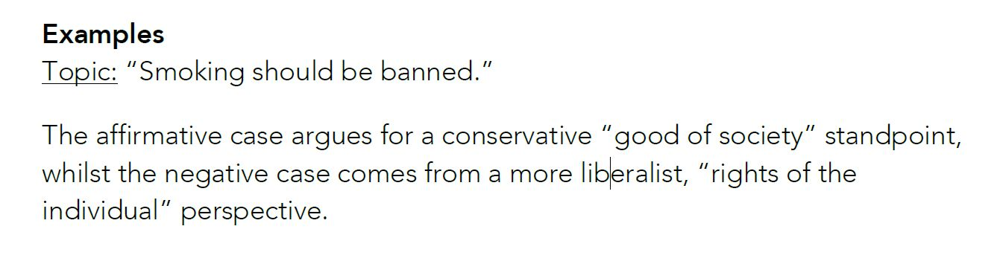 Examples
Topic: “Smoking should be banned.”
The affirmative case argues for a conservative “good of society” standpoint,
whilst the negative case comes from a more liberalist, “rights of the
individual” perspective.